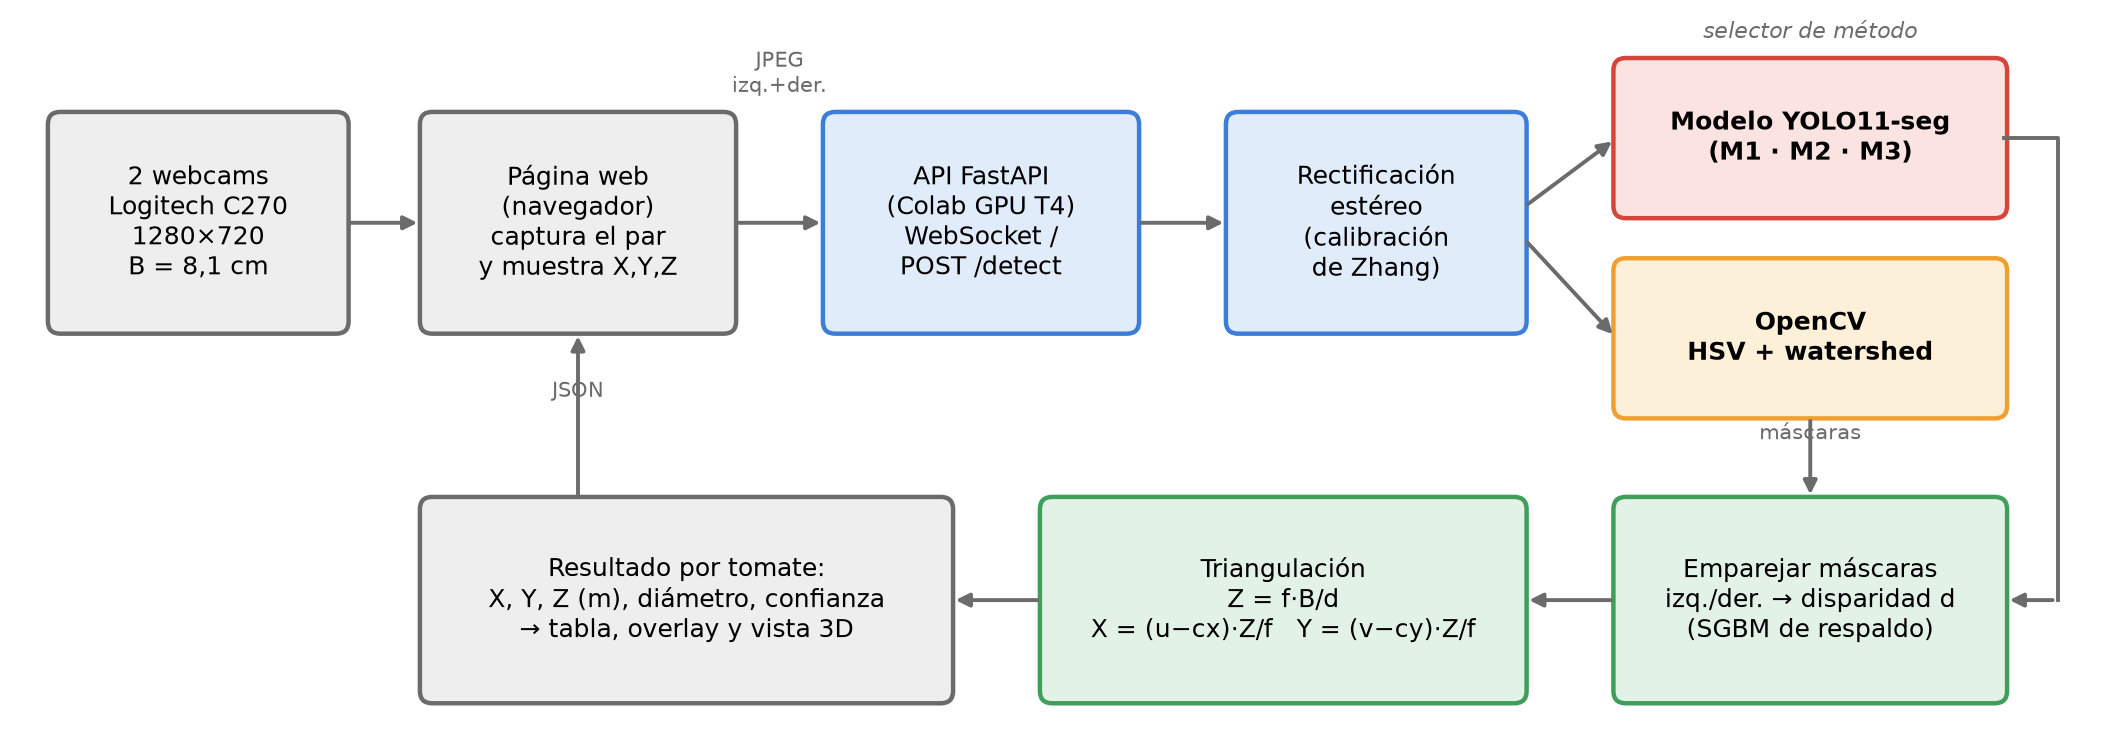 selector de método
JPEG
izq.+der.
2 webcams
Logitech C270
1280×720
B = 8,1 cm
Página web
(navegador)
captura el par
y muestra X,Y,Z
API FastAPI
(Colab GPU T4)
WebSocket /
POST /detect
Rectificación
estéreo
(calibración
de Zhang)
Modelo YOLO11-seg
(M1 · M2 · M3)
OpenCV
HSV + watershed
JSON
máscaras
Resultado por tomate:
X, Y, Z (m), diámetro, confianza
→ tabla, overlay y vista 3D
Triangulación
Z = f·B/d
X = (u−cx)·Z/f   Y = (v−cy)·Z/f
Emparejar máscaras
izq./der. → disparidad d
(SGBM de respaldo)